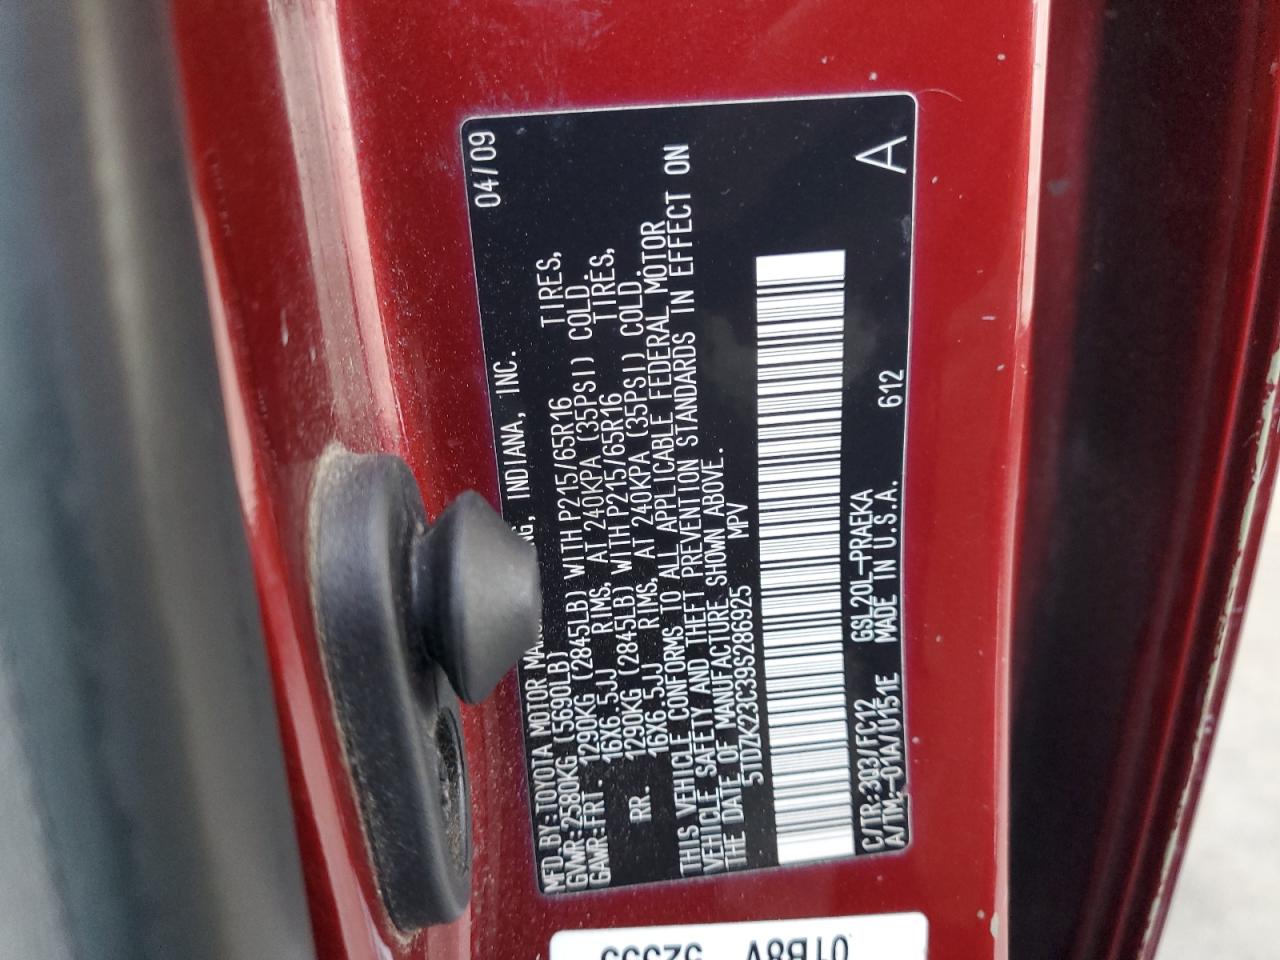 MFD. BY: TOYOTA MOTOR INDIANA, INC. 04/09
GVWR: 2580KG (5690LB)
GAWR: FRT. 1290KG (2845LB) WITH P215/65R16 TIRES,
16X6.5JJ RIMS, AT 240KPA (35PSI) COLD.
RR. 1290KG (2845LB) WITH P215/65R16 TIRES,
16X6.5JJ RIMS, AT 240KPA (35PSI) COLD.
THIS VEHICLE CONFORMS TO ALL APPLICABLE FEDERAL MOTOR
VEHICLE SAFETY AND THEFT PREVENTION STANDARDS IN EFFECT ON
THE DATE OF MANUFACTURE SHOWN ABOVE.
5TDZK23C39S286925 MPV
C/TR: 3Q3/FC12 GSL20L-PRAEKA
A/TM: -01A/U151E MADE IN U.S.A. 612 A